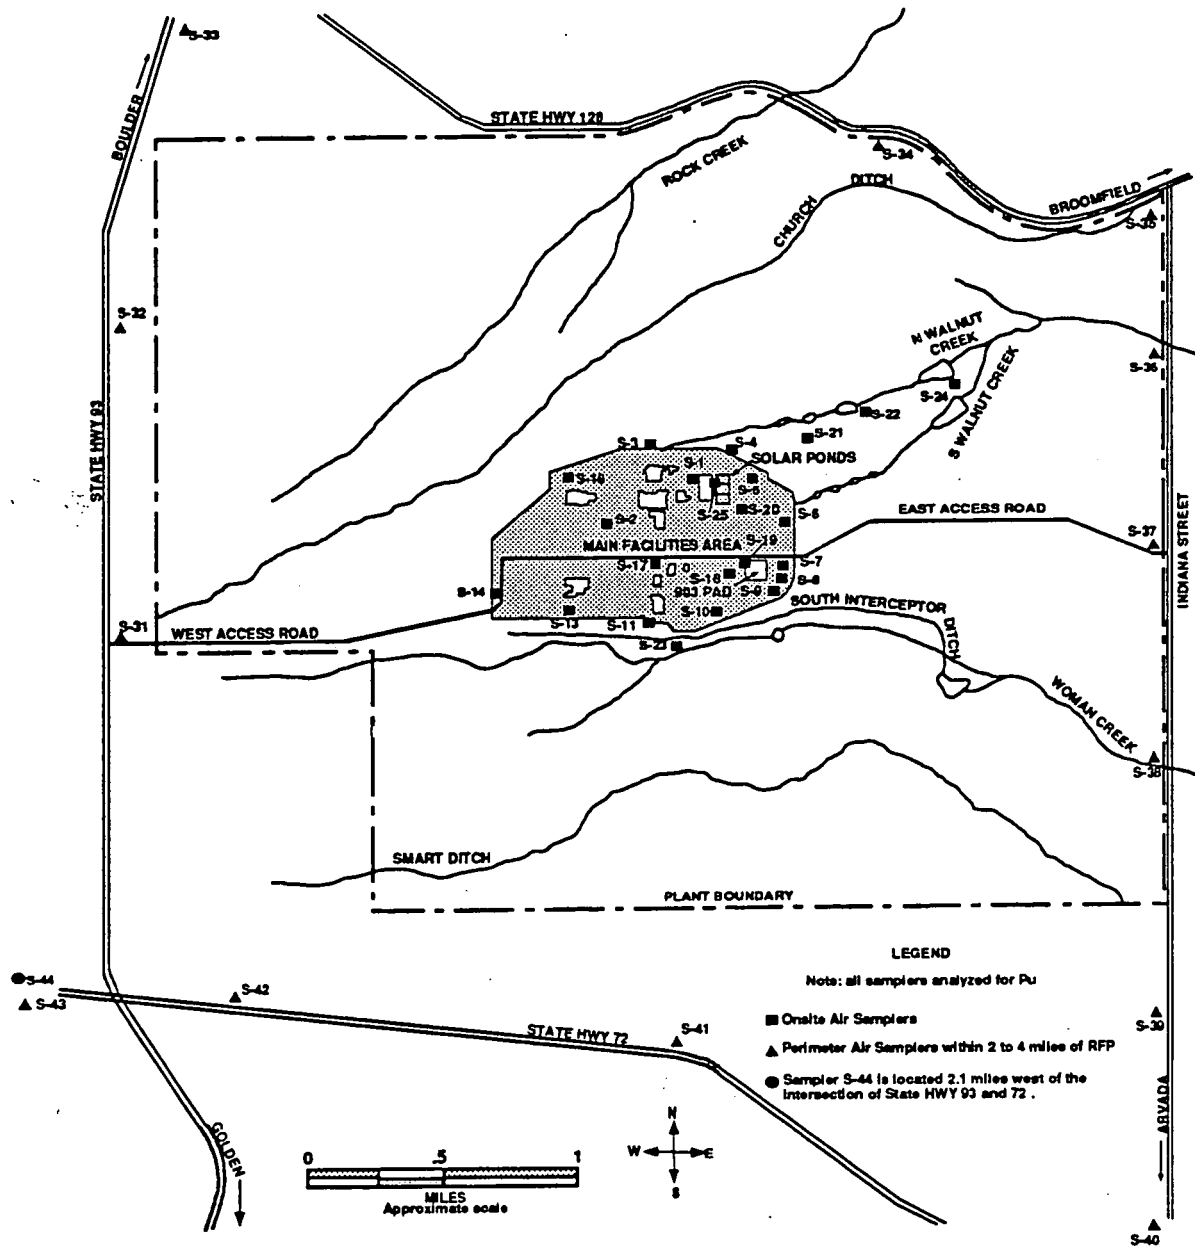 S-33
BOULDER
STATE HWY 128
ROCK CREEK
S-34
DITCH
CHURCH
BROOMFIELD
S-35
S-32
N WALNUT
CREEK
S-36
S-24
S WALNUT CREEK
STATE HWY 93
S-22
S-21
S-3
S-4
SOLAR PONDS
S-1
S-16
S-6
S-25
S-20
S-5
S-2
EAST ACCESS ROAD
INDIANA STREET
S-37
MAIN FACILITIES AREA
S-19
S-17
S-18
S-7
S-8
903 PAD
S-9
S-14
S-13
S-11
S-10
SOUTH INTERCEPTOR
DITCH
S-31
WEST ACCESS ROAD
S-23
WOMAN CREEK
S-38
SMART DITCH
PLANT BOUNDARY
LEGEND
Note: all samplers analyzed for Pu
Onsite Air Samplers
Perimeter Air Samplers within 2 to 4 miles of RFP
Sampler S-44 is located 2.1 miles west of the
intersection of State HWY 93 and 72 .
S-44
S-43
S-42
STATE HWY 72
S-41
S-39
ARVADA
GOLDEN
N
W
E
S
0 .5 1
MILES
Approximate scale
S-40